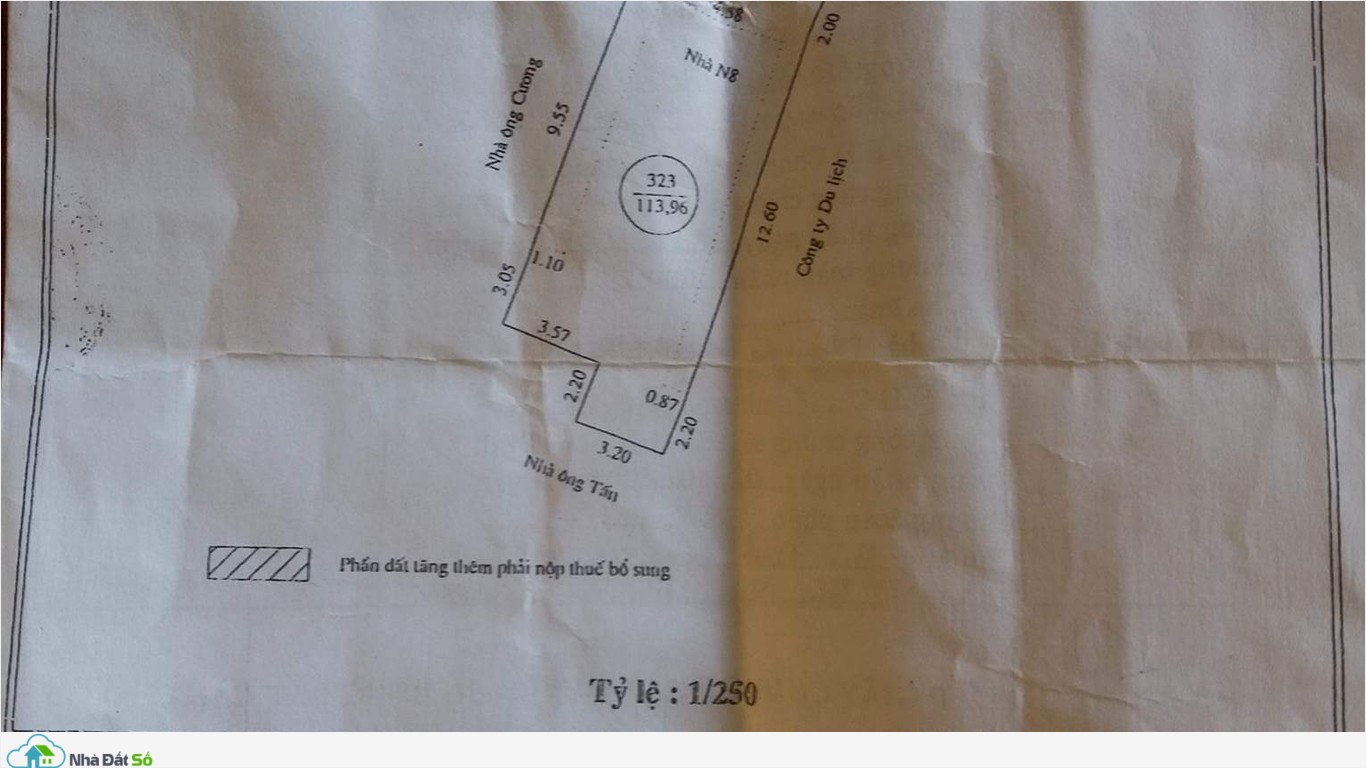 4.58
2.00
Nhà N8
Nhà ông Cương
9.55
323
113,96
12.60
Công ty Du lịch
3.05
1.10
3.57
2.20
0.87
2.20
3.20
Nhà ông Tấn
Phần đất tăng thêm phải nộp thuế bổ sung
Tỷ lệ : 1/250
Nhà Đất Số